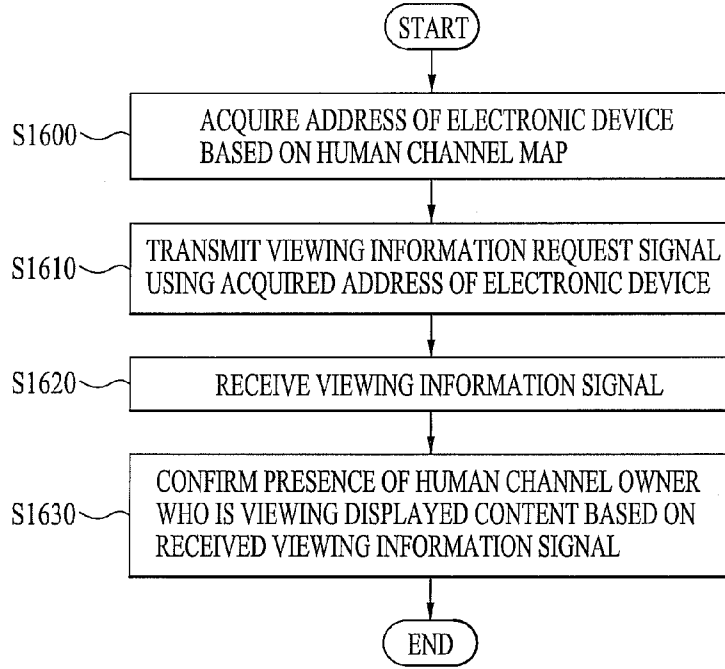 START
S1600
ACQUIRE ADDRESS OF ELECTRONIC DEVICE
BASED ON HUMAN CHANNEL MAP
S1610
TRANSMIT VIEWING INFORMATION REQUEST SIGNAL
USING ACQUIRED ADDRESS OF ELECTRONIC DEVICE
S1620
RECEIVE VIEWING INFORMATION SIGNAL
S1630
CONFIRM PRESENCE OF HUMAN CHANNEL OWNER
WHO IS VIEWING DISPLAYED CONTENT BASED ON
RECEIVED VIEWING INFORMATION SIGNAL
END